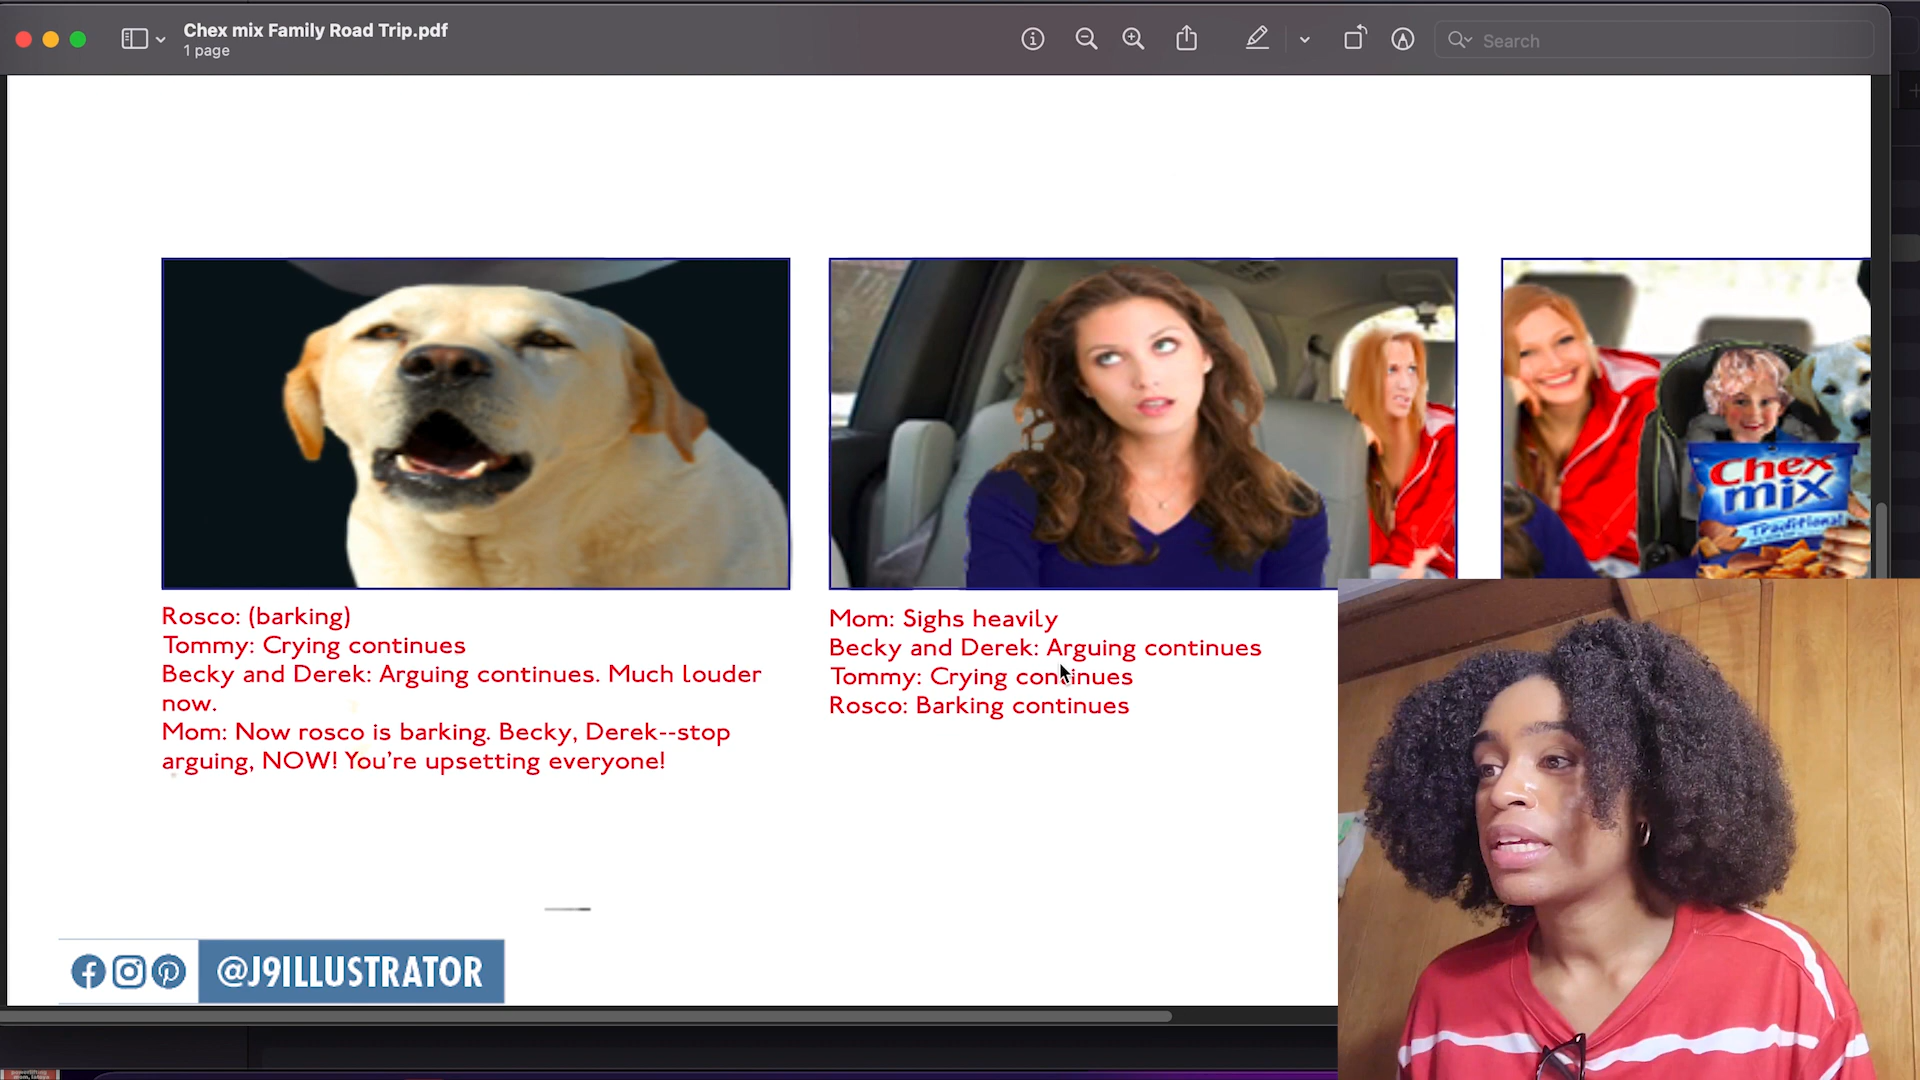 Chex mix Family Road Trip.pdf
1 page
Search
Chex
mix
Traditional
Rosco: (barking)
Tommy: Crying continues
Becky and Derek: Arguing continues. Much louder
now.
Mom: Now rosco is barking. Becky, Derek--stop
arguing, NOW! You're upsetting everyone!
Mom: Sighs heavily
Becky and Derek: Arguing continues
Tommy: Crying continues
Rosco: Barking continues
@J9ILLUSTRATOR